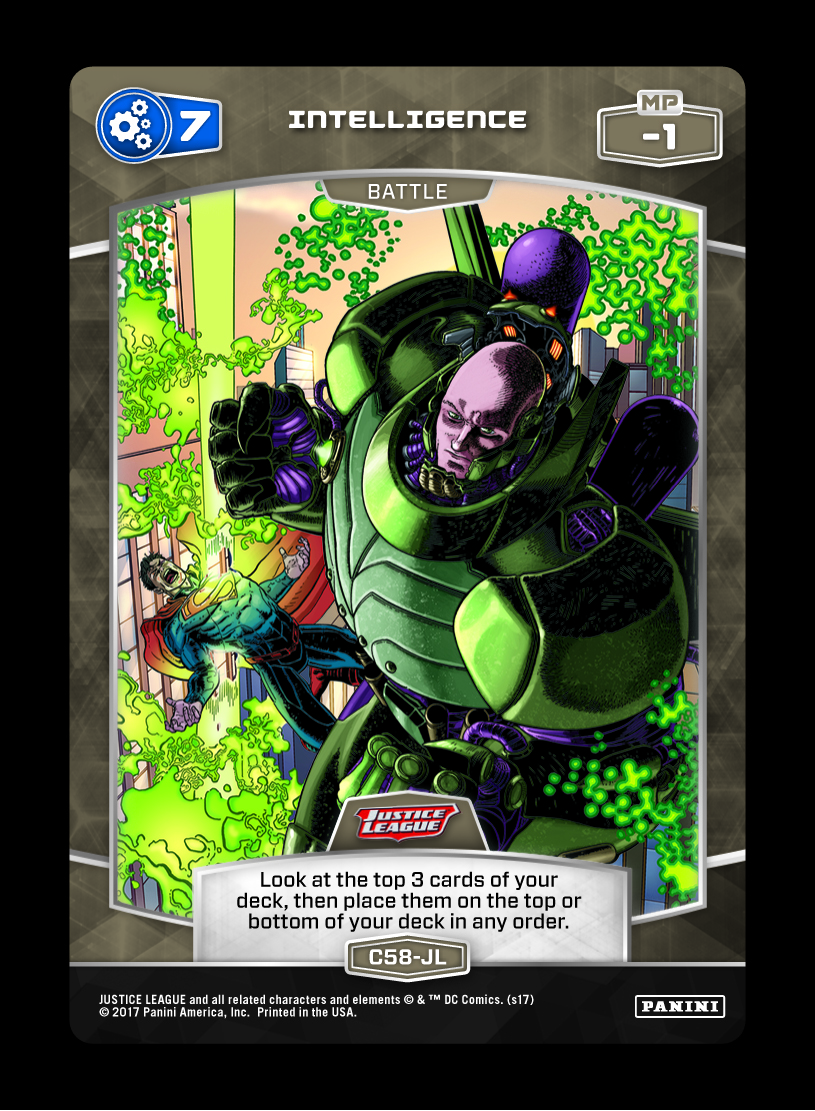 7
INTELLIGENCE
MP
-1
BATTLE
JUSTICE
LEAGUE
Look at the top 3 cards of your
deck, then place them on the top or
bottom of your deck in any order.
C58-JL
JUSTICE LEAGUE and all related characters and elements © & ™ DC Comics. (s17)
© 2017 Panini America, Inc.  Printed in the USA.
PANINI